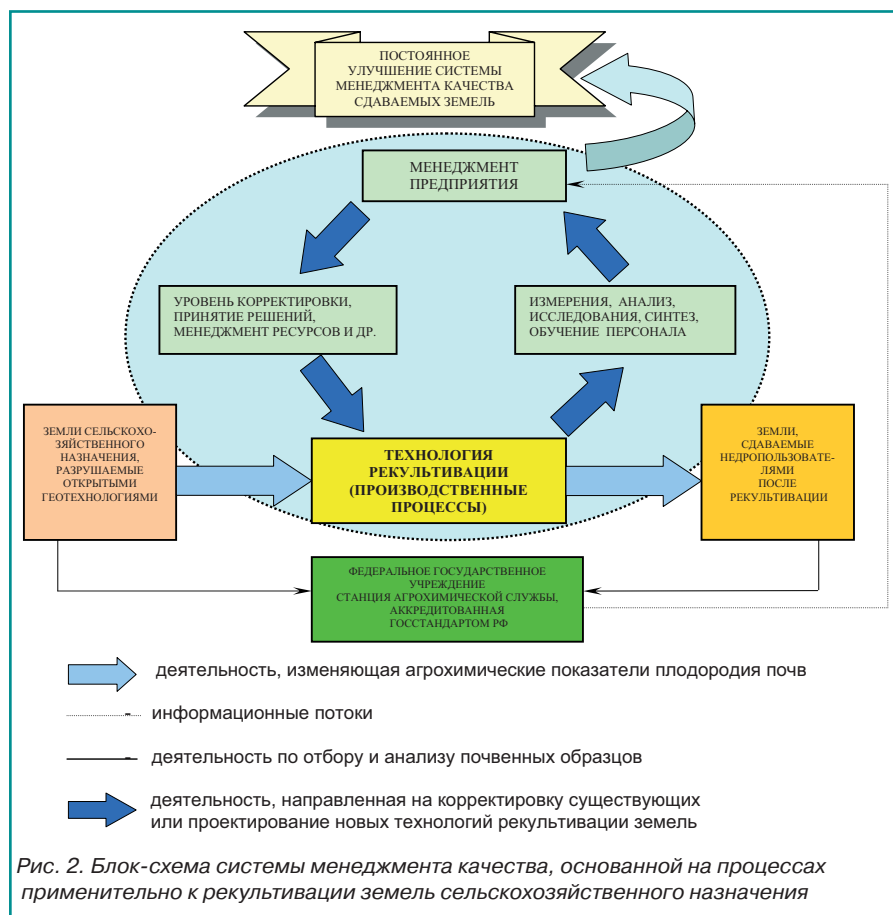 ПОСТОЯННОЕ
УЛУЧШЕНИЕ СИСТЕМЫ
МЕНЕДЖМЕНТА КАЧЕСТВА
СДАВАЕМЫХ ЗЕМЕЛЬ
МЕНЕДЖМЕНТ
ПРЕДПРИЯТИЯ
УРОВЕНЬ КОРРЕКТИРОВКИ,
ПРИНЯТИЕ РЕШЕНИЙ,
МЕНЕДЖМЕНТ РЕСУРСОВ И ДР.
ИЗМЕРЕНИЯ, АНАЛИЗ,
ИССЛЕДОВАНИЯ, СИНТЕЗ,
ОБУЧЕНИЕ ПЕРСОНАЛА
ЗЕМЛИ СЕЛЬСКОХО-
ЗЯЙСТВЕННОГО
НАЗНАЧЕНИЯ,
РАЗРУШАЕМЫЕ
ОТКРЫТЫМИ
ГЕОТЕХНОЛОГИЯМИ
ТЕХНОЛОГИЯ
РЕКУЛЬТИВАЦИИ
(ПРОИЗВОДСТВЕННЫЕ
ПРОЦЕССЫ)
ЗЕМЛИ,
СДАВАЕМЫЕ
НЕДРОПОЛЬЗОВАТЕ-
ЛЯМИ
ПОСЛЕ
РЕКУЛЬТИВАЦИИ
ФЕДЕРАЛЬНОЕ ГОСУДАРСТВЕННОЕ
УЧРЕЖДЕНИЕ
СТАНЦИЯ АГРОХИМИЧЕСКОЙ СЛУЖБЫ,
АККРЕДИТОВАННАЯ
ГОССТАНДАРТОМ РФ
деятельность, изменяющая агрохимические показатели плодородия почв
информационные потоки
деятельность по отбору и анализу почвенных образцов
деятельность, направленная на корректировку существующих
или проектирование новых технологий рекультивации земель
Рис. 2. Блок-схема системы менеджмента качества, основанной на процессах
применительно к рекультивации земель сельскохозяйственного назначения